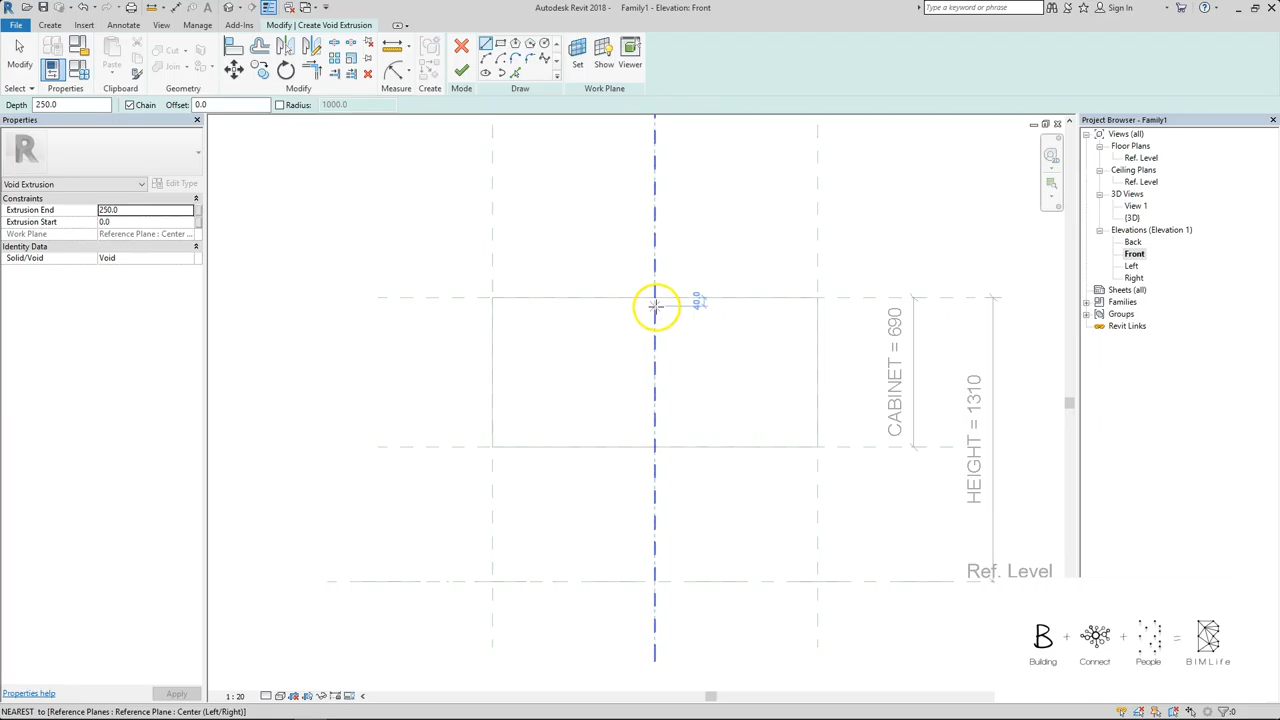 Autodesk Revit 2018 -    Family1 - Elevation: Front
Type a keyword or phrase
Sign In
File
Create
Insert
Annotate
View
Manage
Add-Ins
Modify | Create Void Extrusion
Modify
Paste
Cut
Join
Create
Set
Show
Viewer
Select
Properties
Clipboard
Geometry
Modify
Measure
Create
Mode
Draw
Work Plane
Depth 250.0
Chain
Offset: 0.0
Radius: 1000.0
Properties
Void Extrusion
Edit Type
Constraints
Extrusion End 250.0
Extrusion Start 0.0
Work Plane Reference Plane : Center ...
Identity Data
Solid/Void Void
Properties help
Apply
40.0
CABINET = 690
HEIGHT = 1310
Ref. Level
Project Browser - Family1
Views (all)
Floor Plans
Ref. Level
Ceiling Plans
Ref. Level
3D Views
View 1
{3D}
Elevations (Elevation 1)
Back
Front
Left
Right
Sheets (all)
Families
Groups
Revit Links
B + + =
Building Connect People BIMLife
1 : 20
NEAREST to [Reference Planes : Reference Plane : Center (Left/Right)]
:0